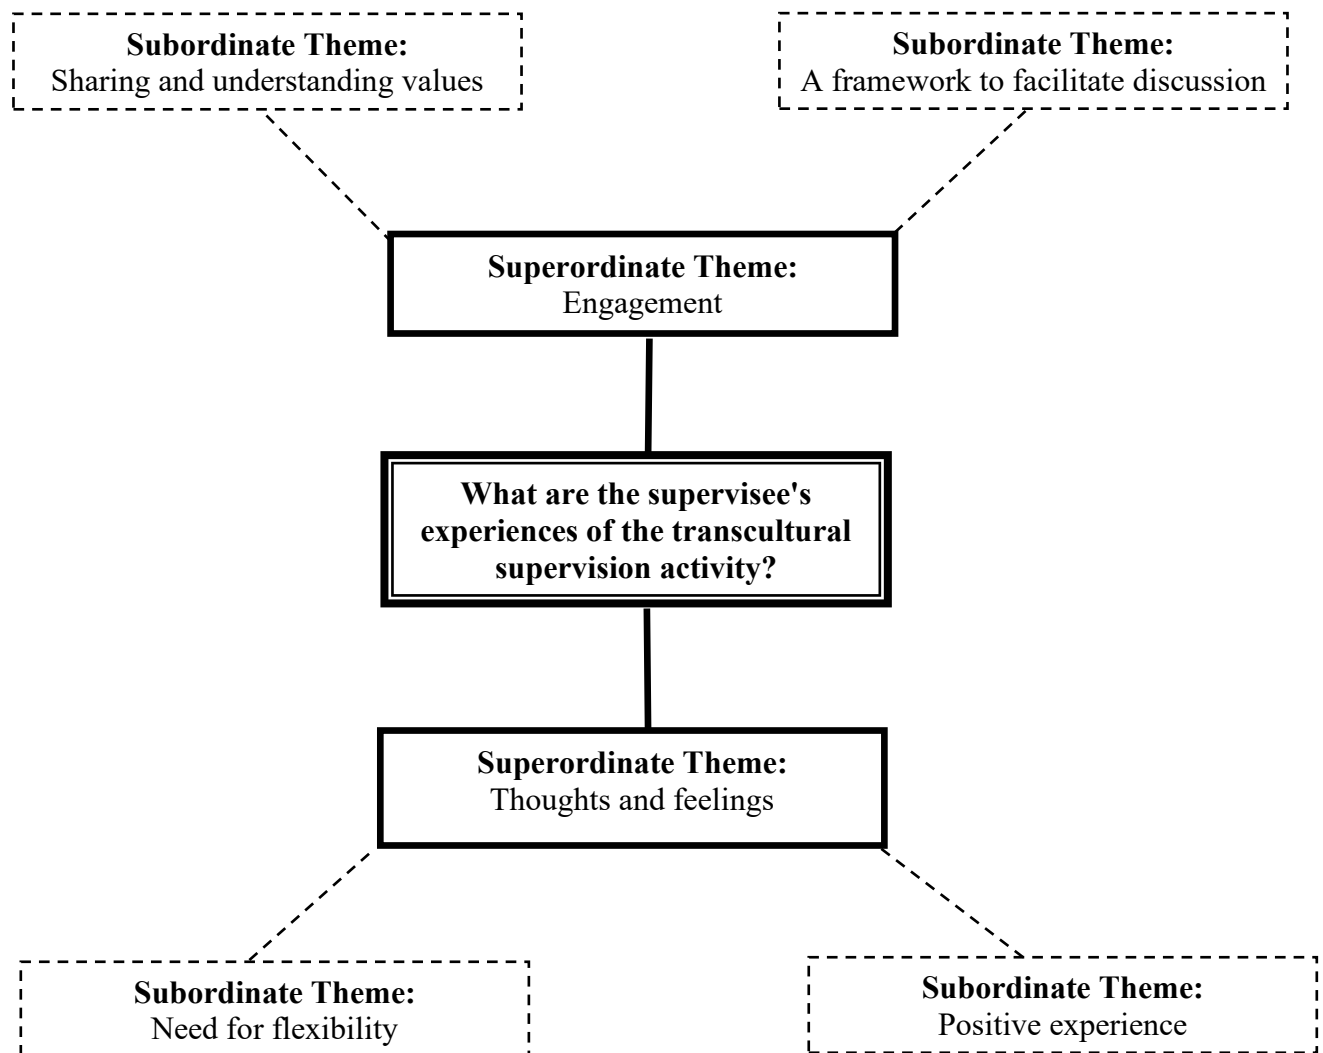 Subordinate Theme:
Sharing and understanding values
Subordinate Theme:
A framework to facilitate discussion
Superordinate Theme:
Engagement
What are the supervisee's
experiences of the transcultural
supervision activity?
Superordinate Theme:
Thoughts and feelings
Subordinate Theme:
Need for flexibility
Subordinate Theme:
Positive experience